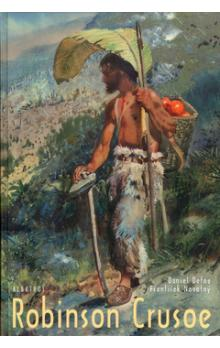 Daniel Defoe
František Novotný
ALBATROS
Robinson Crusoe